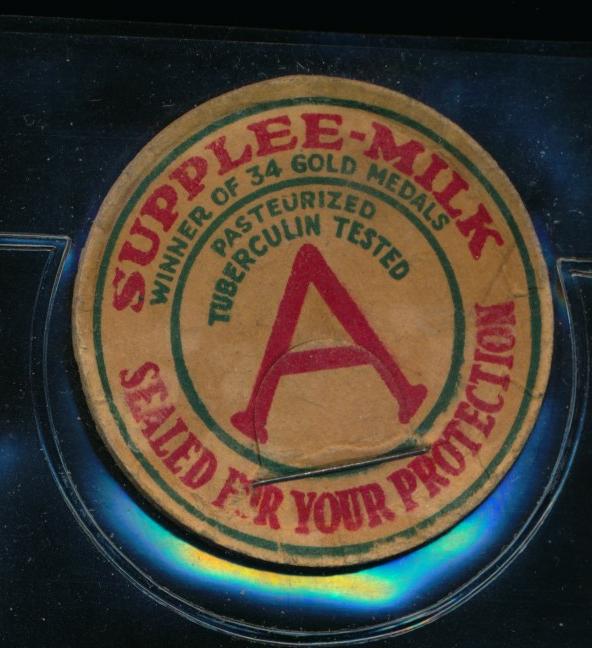 SUPPLEE-MILK
WINNER OF 34 GOLD MEDALS
PASTEURIZED
TUBERCULIN TESTED
A
SEALED FOR YOUR PROTECTION